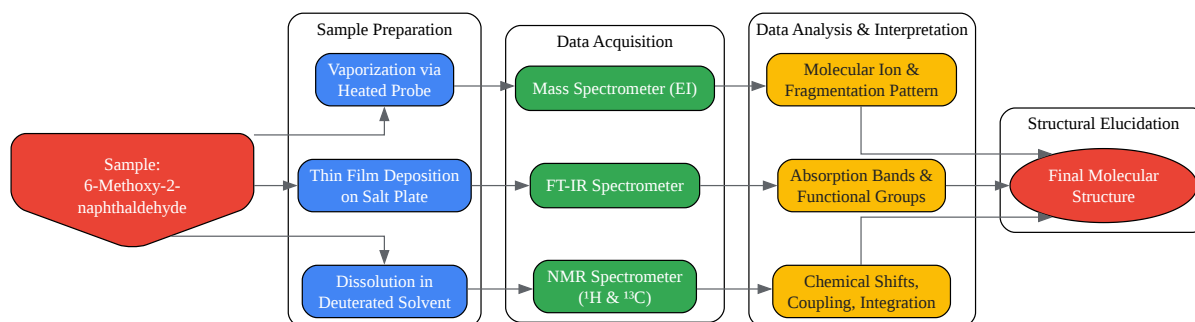 Sample Preparation
Data Acquisition
Data Analysis & Interpretation
Structural Elucidation
Sample:
6-Methoxy-2-
naphthaldehyde
Vaporization via
Heated Probe
Mass Spectrometer (EI)
Molecular Ion &
Fragmentation Pattern
Thin Film Deposition
on Salt Plate
FT-IR Spectrometer
Absorption Bands &
Functional Groups
Final Molecular
Structure
Dissolution in
Deuterated Solvent
NMR Spectrometer
(¹H & ¹³C)
Chemical Shifts,
Coupling, Integration